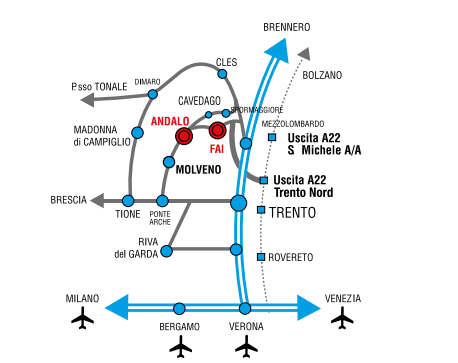 BRENNERO
CLES
BOLZANO
P.sso TONALE
DIMARO
CAVEDAGO
SPORMAGGIORE
ANDALO
MEZZOLOMBARDO
MADONNA
di CAMPIGLIO
FAI
Uscita A22
S Michele A/A
MOLVENO
Uscita A22
Trento Nord
BRESCIA
TIONE
PONTE
ARCHE
TRENTO
RIVA
del GARDA
ROVERETO
MILANO
VENEZIA
BERGAMO
VERONA